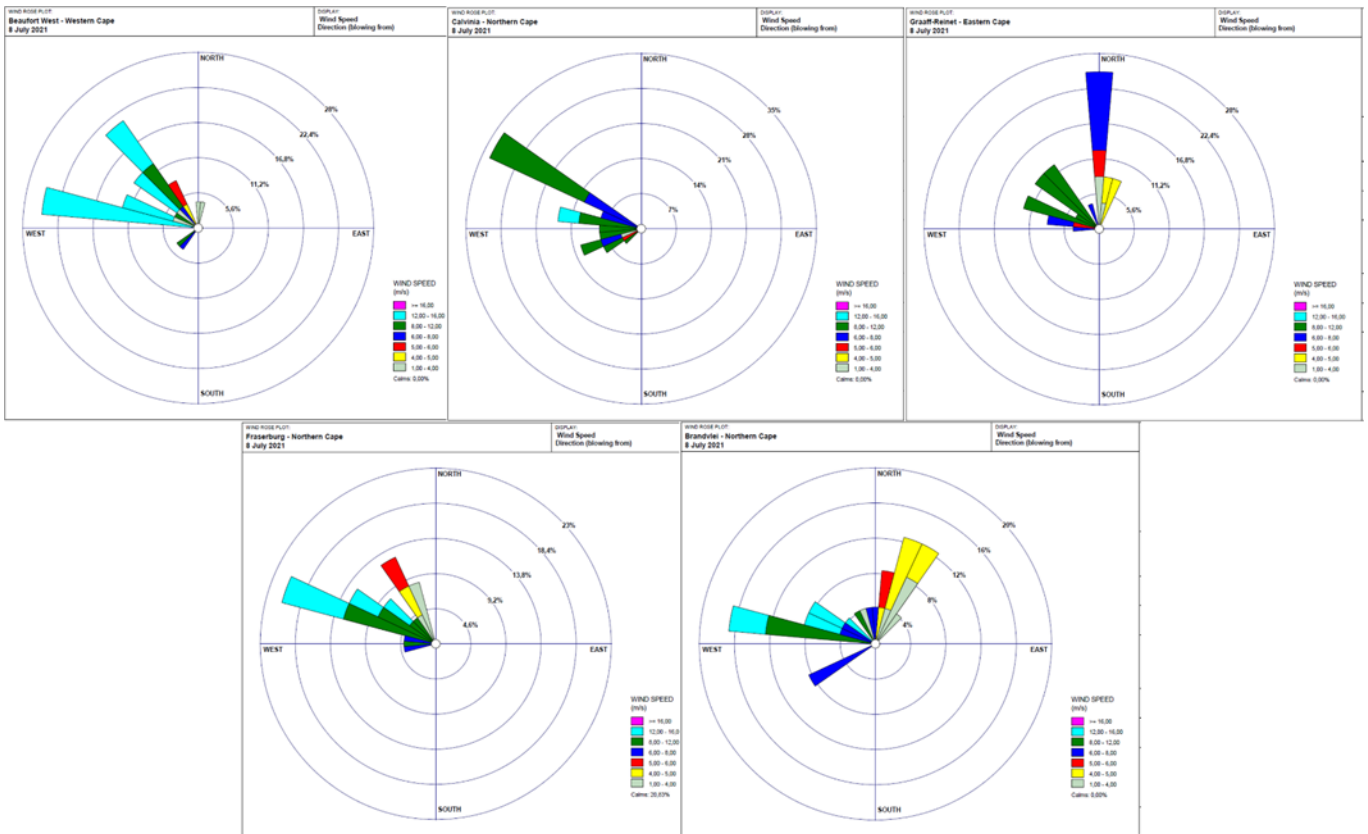 WIND ROSE PLOT:
Beaufort West - Western Cape
8 July 2021
DISPLAY:
Wind Speed
Direction (blowing from)
NORTH
28%
22,4%
16,8%
11,2%
5,6%
WEST
EAST
SOUTH
WIND SPEED
(m/s)
>= 16,00
12,00 - 16,00
8,00 - 12,00
6,00 - 8,00
5,00 - 6,00
4,00 - 5,00
1,00 - 4,00
Calms: 0,00%
WIND ROSE PLOT:
Calvinia - Northern Cape
8 July 2021
DISPLAY:
Wind Speed
Direction (blowing from)
NORTH
35%
28%
21%
14%
7%
WEST
EAST
SOUTH
WIND SPEED
(m/s)
>= 16,00
12,00 - 16,00
8,00 - 12,00
6,00 - 8,00
5,00 - 6,00
4,00 - 5,00
1,00 - 4,00
Calms: 0,00%
WIND ROSE PLOT:
Graaff-Reinet - Eastern Cape
8 July 2021
DISPLAY:
Wind Speed
Direction (blowing from)
NORTH
28%
22,4%
16,8%
11,2%
5,6%
WEST
EAST
SOUTH
WIND SPEED
(m/s)
>= 16,00
12,00 - 16,00
8,00 - 12,00
6,00 - 8,00
5,00 - 6,00
4,00 - 5,00
1,00 - 4,00
Calms: 0,00%
WIND ROSE PLOT:
Fraserburg - Northern Cape
8 July 2021
DISPLAY:
Wind Speed
Direction (blowing from)
NORTH
23%
18,4%
13,8%
9,2%
4,6%
WEST
EAST
SOUTH
WIND SPEED
(m/s)
>= 16,00
12,00 - 16,0
8,00 - 12,00
6,00 - 8,00
5,00 - 6,00
4,00 - 5,00
1,00 - 4,00
Calms: 20,83%
WIND ROSE PLOT:
Brandvlei - Northern Cape
8 July 2021
DISPLAY:
Wind Speed
Direction (blowing from)
NORTH
20%
16%
12%
8%
4%
WEST
EAST
SOUTH
WIND SPEED
(m/s)
>= 16,00
12,00 - 16,00
8,00 - 12,00
6,00 - 8,00
5,00 - 6,00
4,00 - 5,00
1,00 - 4,00
Calms: 0,00%